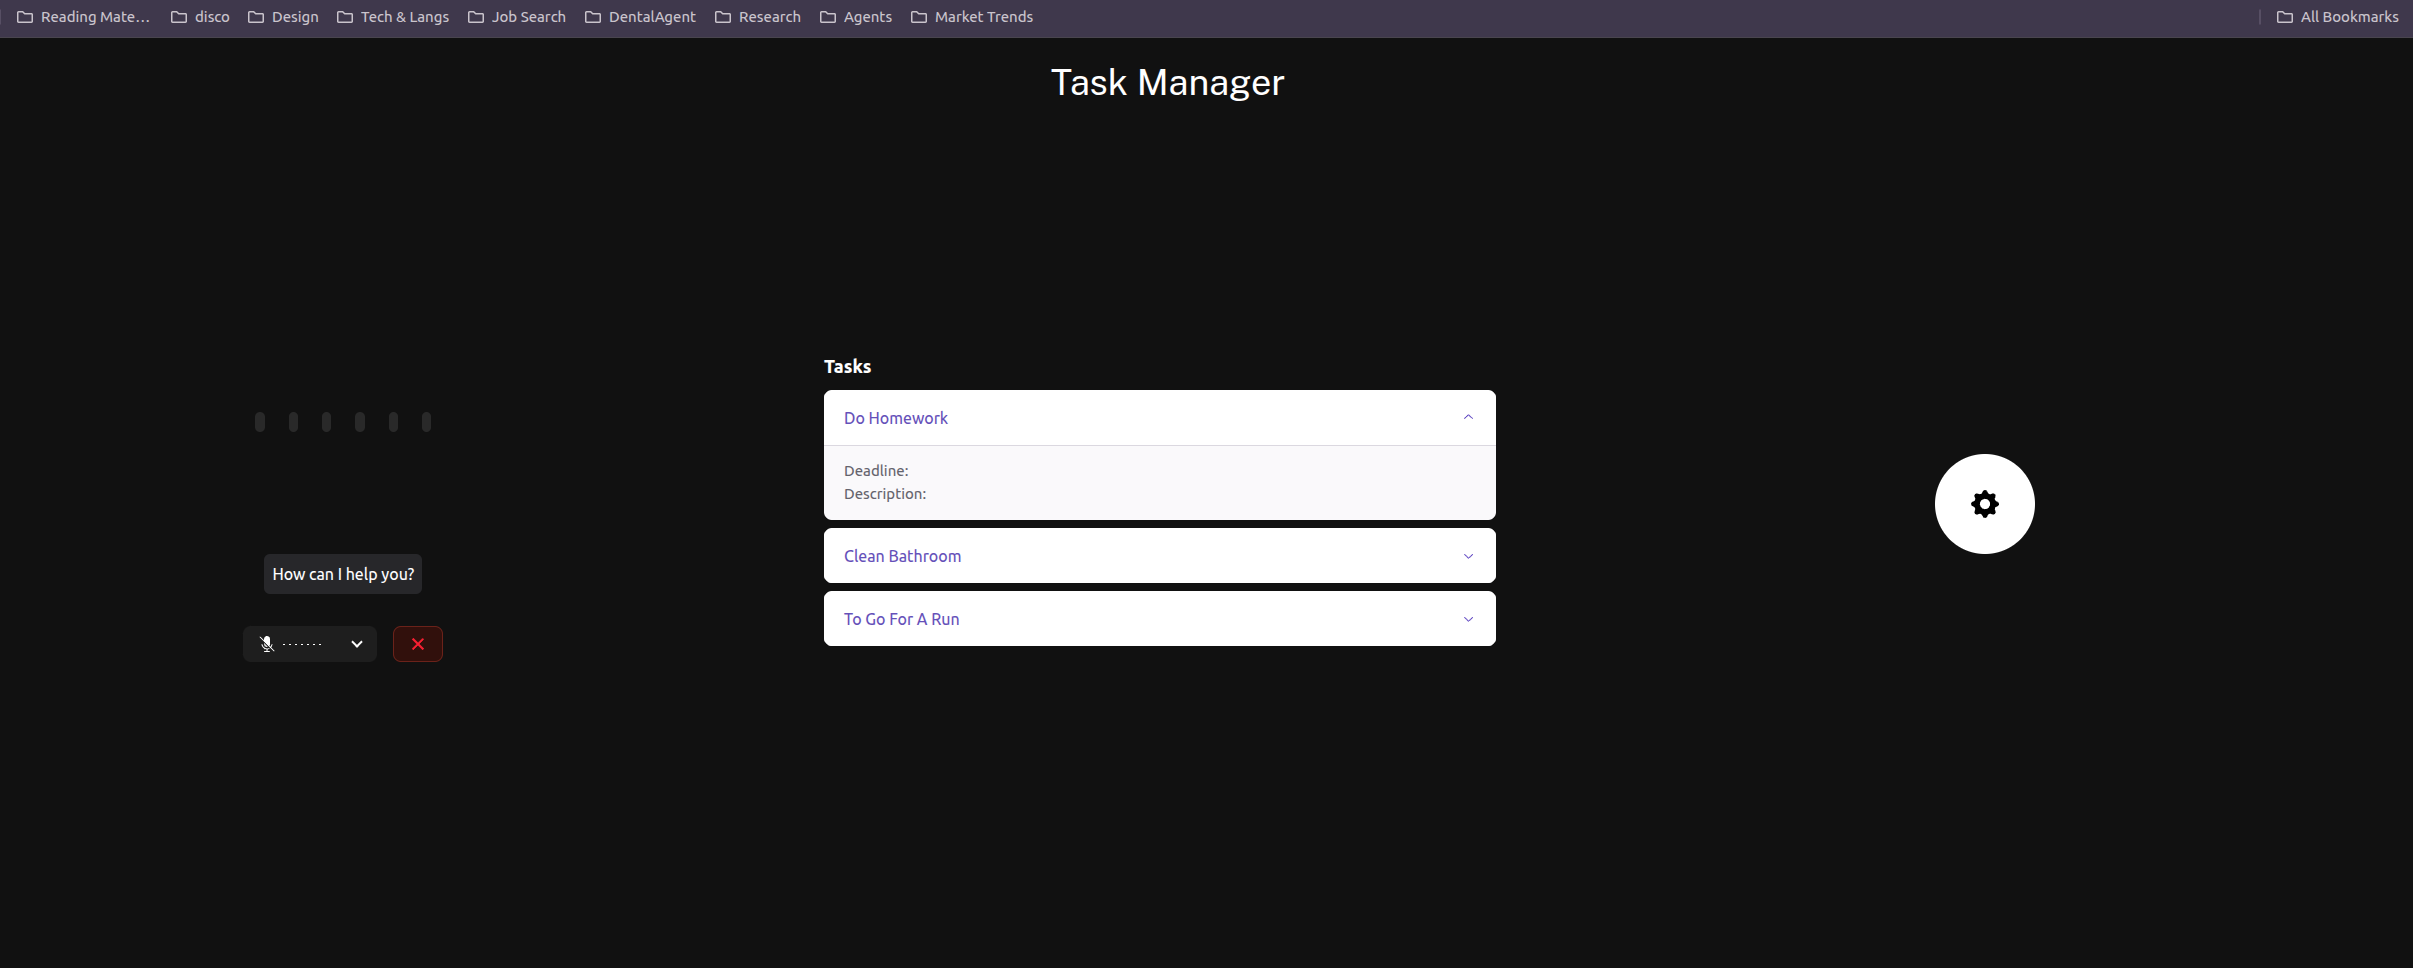 Reading Mate...
disco
Design
Tech & Langs
Job Search
DentalAgent
Research
Agents
Market Trends
All Bookmarks
Task Manager
Tasks
Do Homework
Deadline:
Description:
Clean Bathroom
To Go For A Run
How can I help you?